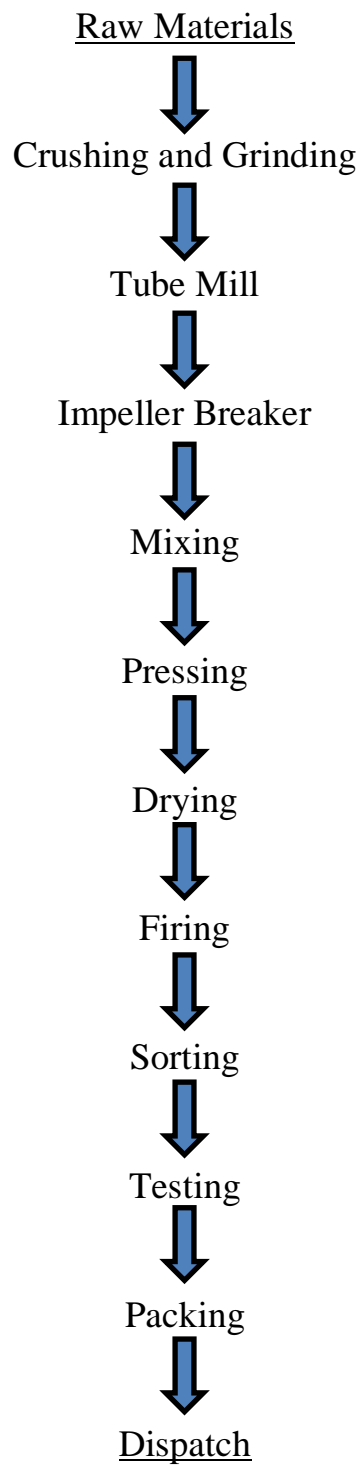 Raw Materials
Crushing and Grinding
Tube Mill
Impeller Breaker
Mixing
Pressing
Drying
Firing
Sorting
Testing
Packing
Dispatch